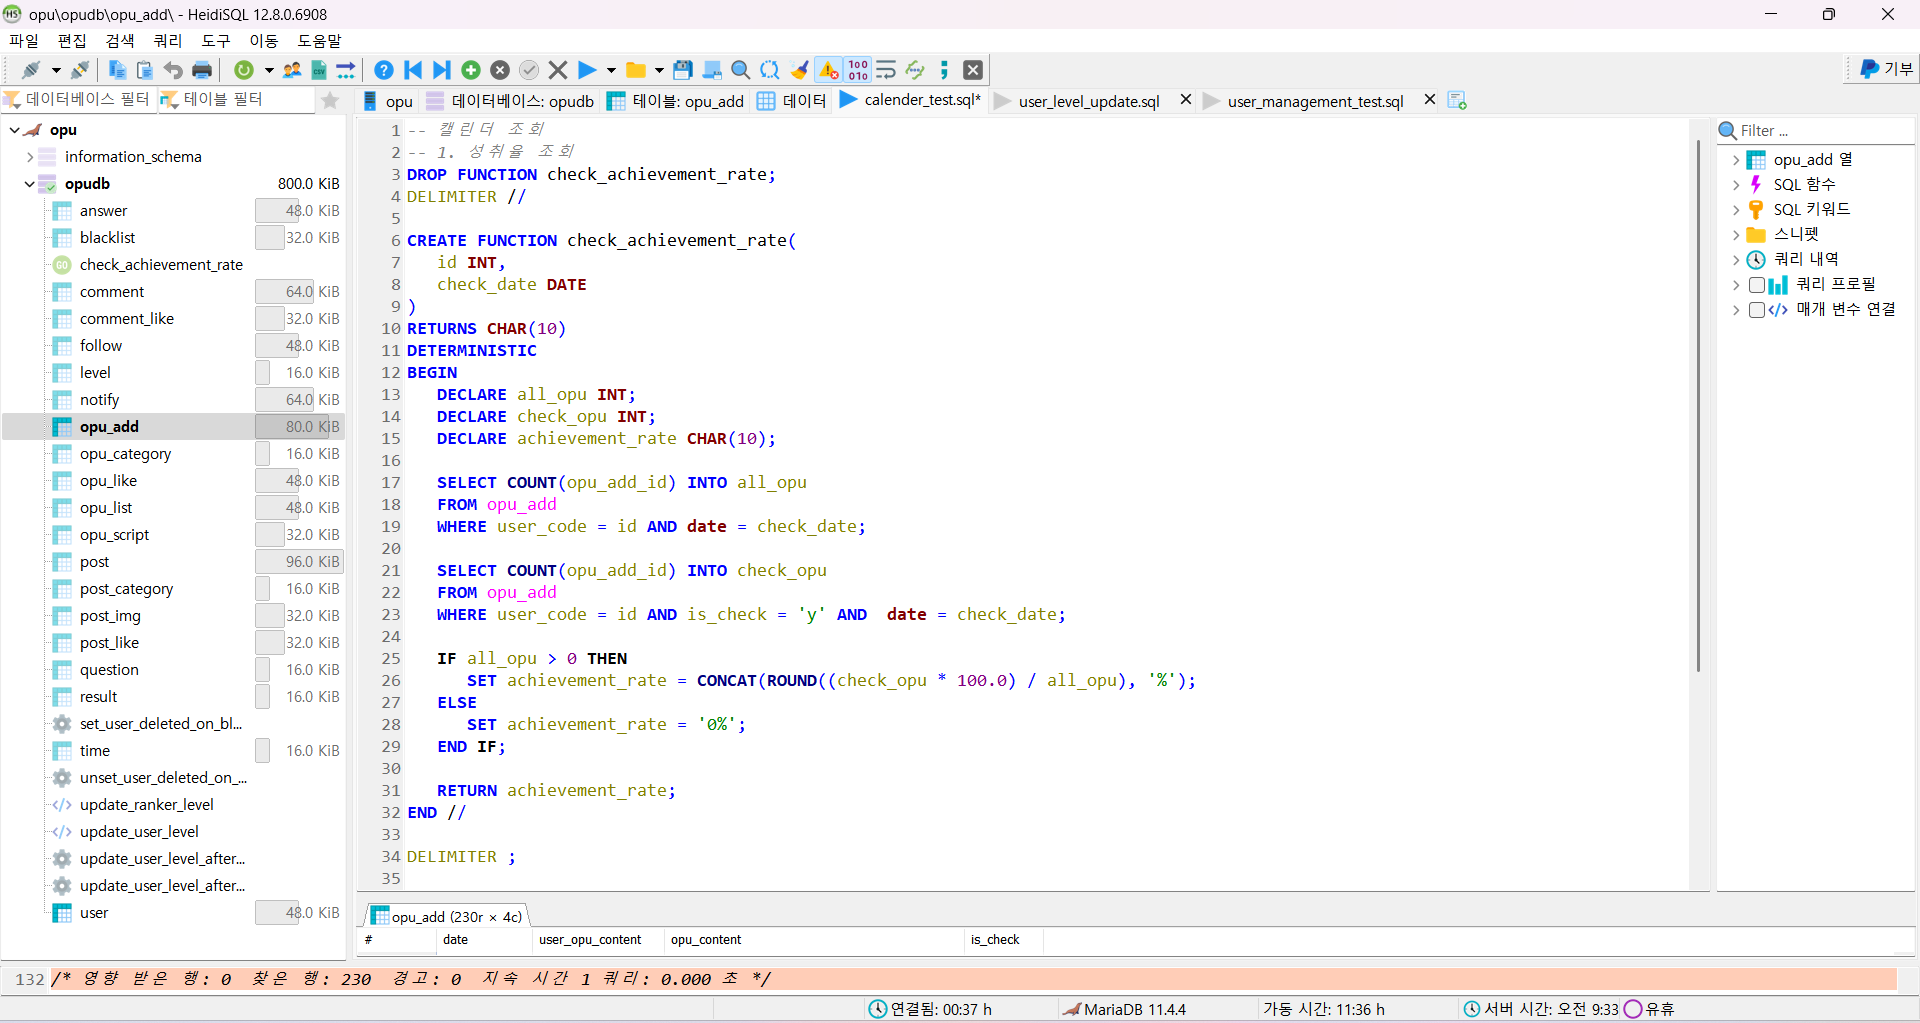 opu\opudb\opu_add\ - HeidiSQL 12.8.0.6908
파일 편집 검색 쿼리 도구 이동 도움말
기부
데이터베이스 필터 테이블 필터
opu 데이터베이스: opudb 테이블: opu_add 데이터 calender_test.sql* user_level_update.sql user_management_test.sql
opu
information_schema
opudb 800.0 KiB
answer 48.0 KiB
blacklist 32.0 KiB
check_achievement_rate
comment 64.0 KiB
comment_like 32.0 KiB
follow 48.0 KiB
level 16.0 KiB
notify 64.0 KiB
opu_add 80.0 KiB
opu_category 16.0 KiB
opu_like 48.0 KiB
opu_list 48.0 KiB
opu_script 32.0 KiB
post 96.0 KiB
post_category 16.0 KiB
post_img 32.0 KiB
post_like 32.0 KiB
question 16.0 KiB
result 16.0 KiB
set_user_deleted_on_bl...
time 16.0 KiB
unset_user_deleted_on_...
update_ranker_level
update_user_level
update_user_level_after...
update_user_level_after...
user 48.0 KiB
1 -- 캘린더 조회
2 -- 1. 성취율 조회
3 DROP FUNCTION check_achievement_rate;
4 DELIMITER //
5
6 CREATE FUNCTION check_achievement_rate(
7 id INT,
8 check_date DATE
9 )
10 RETURNS CHAR(10)
11 DETERMINISTIC
12 BEGIN
13 DECLARE all_opu INT;
14 DECLARE check_opu INT;
15 DECLARE achievement_rate CHAR(10);
16
17 SELECT COUNT(opu_add_id) INTO all_opu
18 FROM opu_add
19 WHERE user_code = id AND date = check_date;
20
21 SELECT COUNT(opu_add_id) INTO check_opu
22 FROM opu_add
23 WHERE user_code = id AND is_check = 'y' AND  date = check_date;
24
25 IF all_opu > 0 THEN
26 SET achievement_rate = CONCAT(ROUND((check_opu * 100.0) / all_opu), '%');
27 ELSE
28 SET achievement_rate = '0%';
29 END IF;
30
31 RETURN achievement_rate;
32 END //
33
34 DELIMITER ;
35
Filter ...
opu_add 열
SQL 함수
SQL 키워드
스니펫
쿼리 내역
쿼리 프로필
매개 변수 연결
opu_add (230r × 4c)
# date user_opu_content opu_content is_check
132 /* 영향 받은 행: 0 찾은 행: 230 경고: 0 지속 시간 1 쿼리: 0.000 초 */
연결됨: 00:37 h MariaDB 11.4.4 가동 시간: 11:36 h 서버 시간: 오전 9:33 유휴